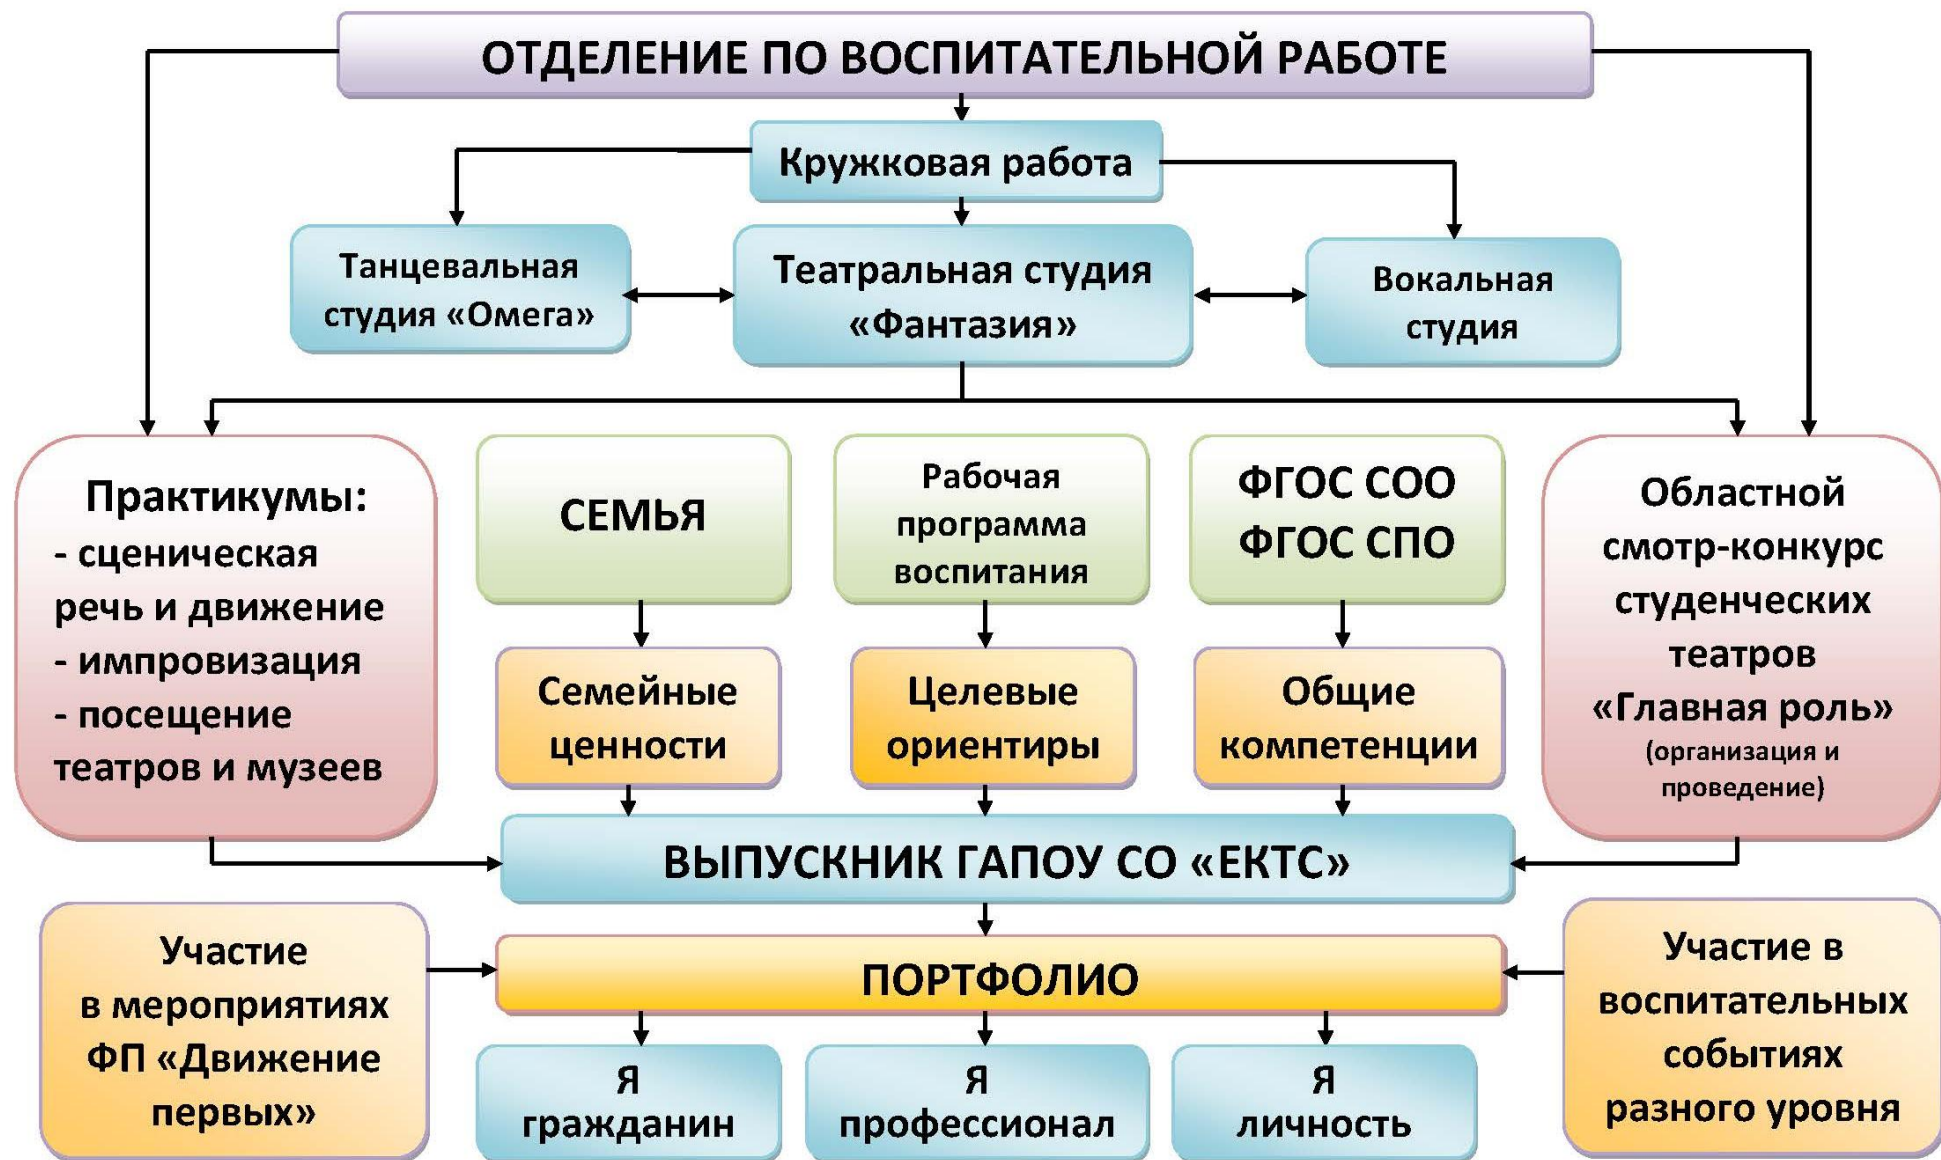 ОТДЕЛЕНИЕ ПО ВОСПИТАТЕЛЬНОЙ РАБОТЕ
Кружковая работа
Танцевальная
студия «Омега»
Театральная студия
«Фантазия»
Вокальная
студия
Практикумы:
- сценическая
речь и движение
- импровизация
- посещение
театров и музеев
СЕМЬЯ
Рабочая
программа
воспитания
ФГОС СОО
ФГОС СПО
Областной
смотр-конкурс
студенческих
театров
«Главная роль»
(организация и
проведение)
Семейные
ценности
Целевые
ориентиры
Общие
компетенции
ВЫПУСКНИК ГАПОУ СО «ЕКТС»
Участие
в мероприятиях
ФП «Движение
первых»
ПОРТФОЛИО
Участие в
воспитательных
событиях
разного уровня
Я
гражданин
Я
профессионал
Я
личность